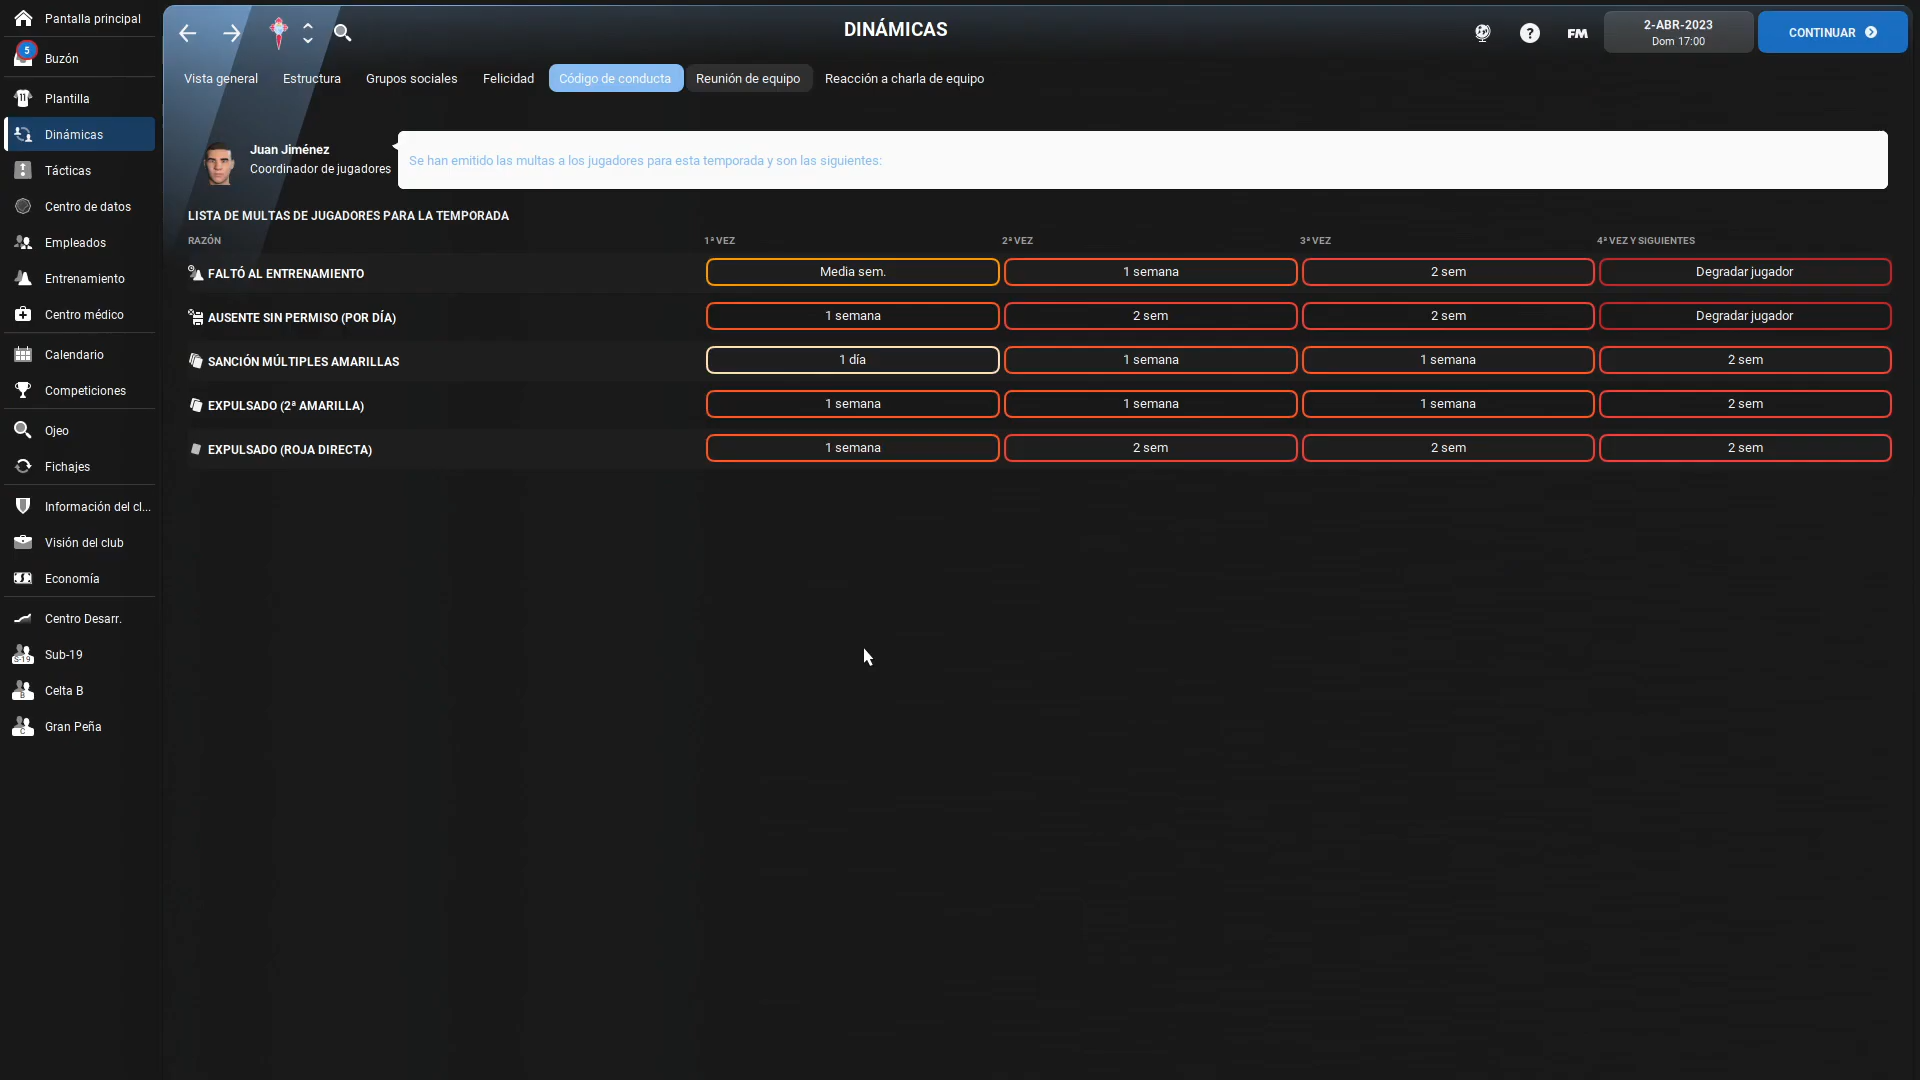 Pantalla principal
5
Buzón
Plantilla
Dinámicas
Tácticas
Centro de datos
Empleados
Entrenamiento
Centro médico
Calendario
Competiciones
Ojeo
Fichajes
Información del cl...
Visión del club
Economía
Centro Desarr.
S-19
Sub-19
B
Celta B
C
Gran Peña
DINÁMICAS
?
FM
2-ABR-2023
Dom 17:00
CONTINUAR
Vista general
Estructura
Grupos sociales
Felicidad
Código de conducta
Reunión de equipo
Reacción a charla de equipo
Juan Jiménez
Coordinador de jugadores
Se han emitido las multas a los jugadores para esta temporada y son las siguientes:
LISTA DE MULTAS DE JUGADORES PARA LA TEMPORADA
RAZÓN 1ª VEZ 2ª VEZ 3ª VEZ 4ª VEZ Y SIGUIENTES
FALTÓ AL ENTRENAMIENTO Media sem. 1 semana 2 sem Degradar jugador
AUSENTE SIN PERMISO (POR DÍA) 1 semana 2 sem 2 sem Degradar jugador
SANCIÓN MÚLTIPLES AMARILLAS 1 día 1 semana 1 semana 2 sem
EXPULSADO (2ª AMARILLA) 1 semana 1 semana 1 semana 2 sem
EXPULSADO (ROJA DIRECTA) 1 semana 2 sem 2 sem 2 sem